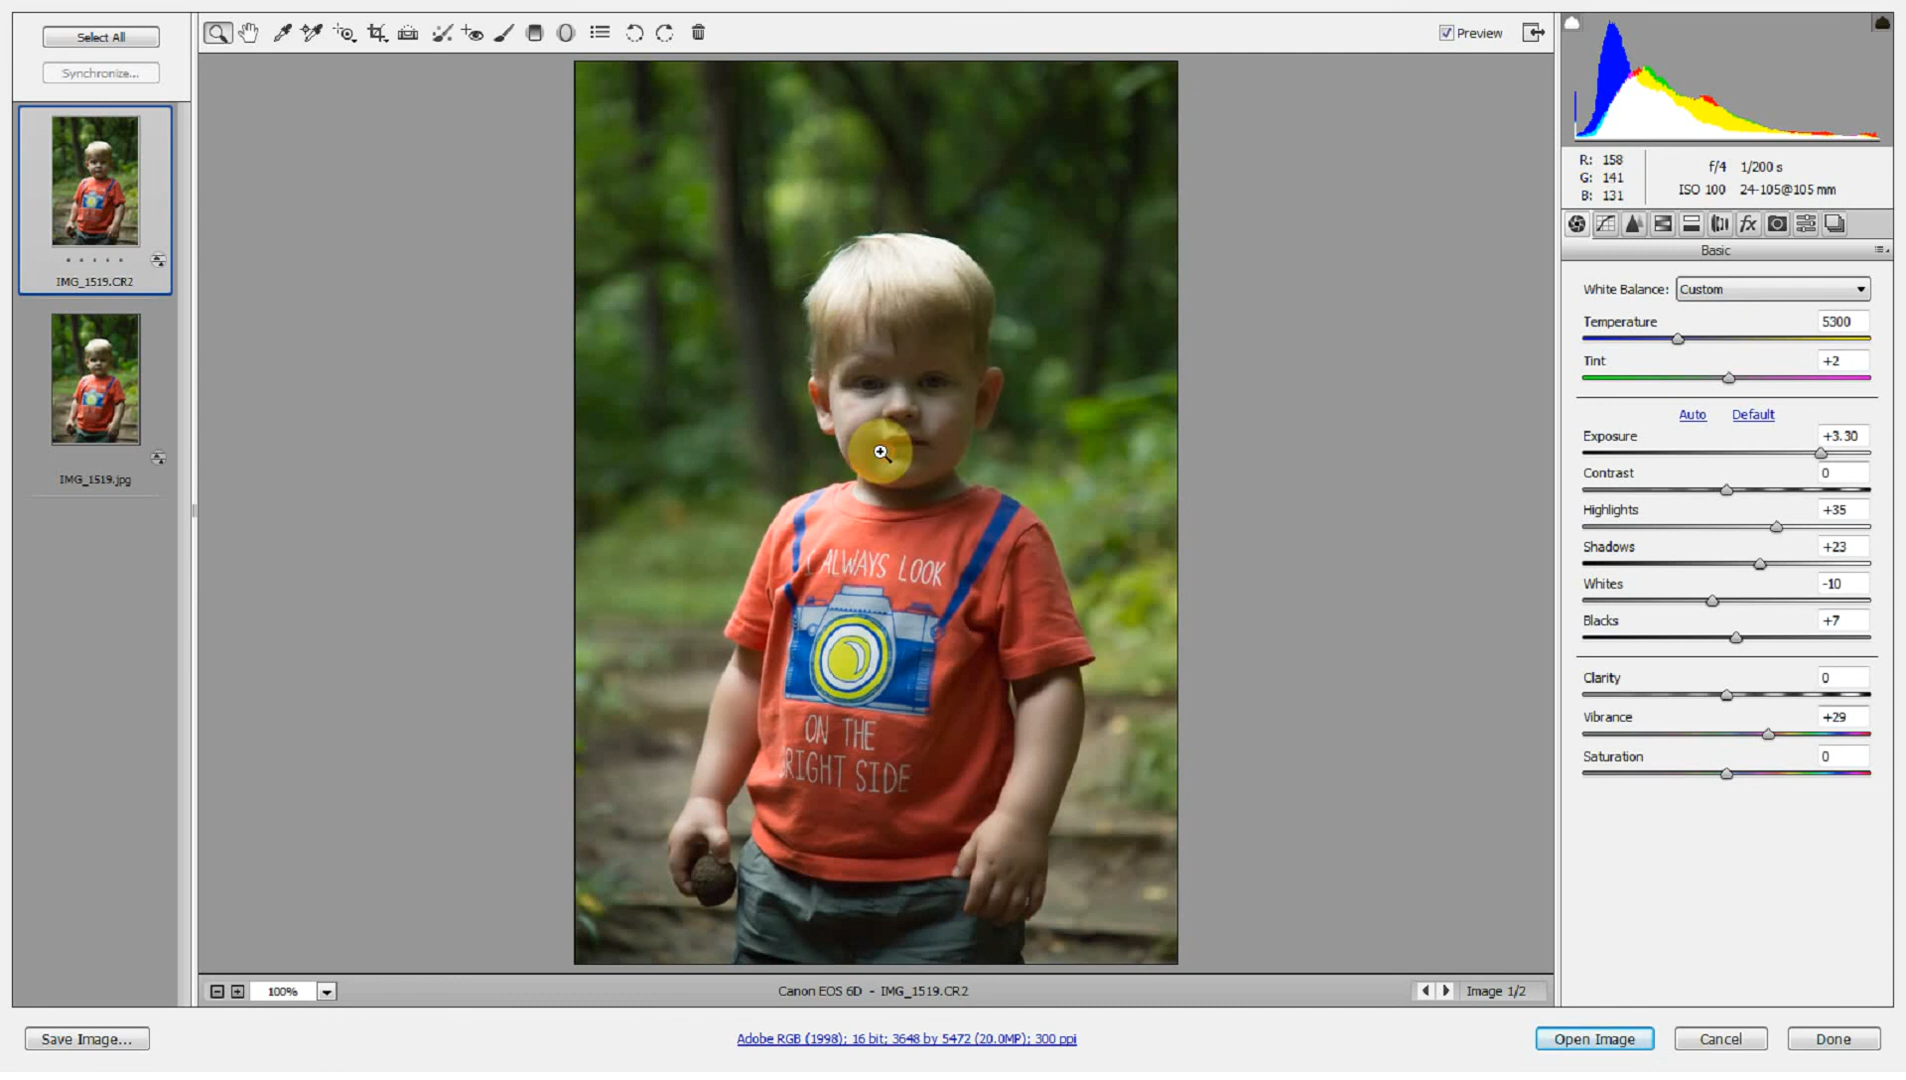 Select All
Synchronize...
IMG_1519.CR2
IMG_1519.jpg
Preview
I ALWAYS LOOK
ON THE
BRIGHT SIDE
100%
Canon EOS 6D - IMG_1519.CR2
Image 1/2
R: 158
G: 141
B: 131
f/4 1/200 s
ISO 100 24-105@105 mm
fx
Basic
White Balance: Custom
Temperature 5300
Tint +2
Auto Default
Exposure +3.30
Contrast 0
Highlights +35
Shadows +23
Whites -10
Blacks +7
Clarity 0
Vibrance +29
Saturation 0
Save Image...
Adobe RGB (1998); 16 bit; 3648 by 5472 (20.0MP); 300 ppi
Open Image
Cancel
Done